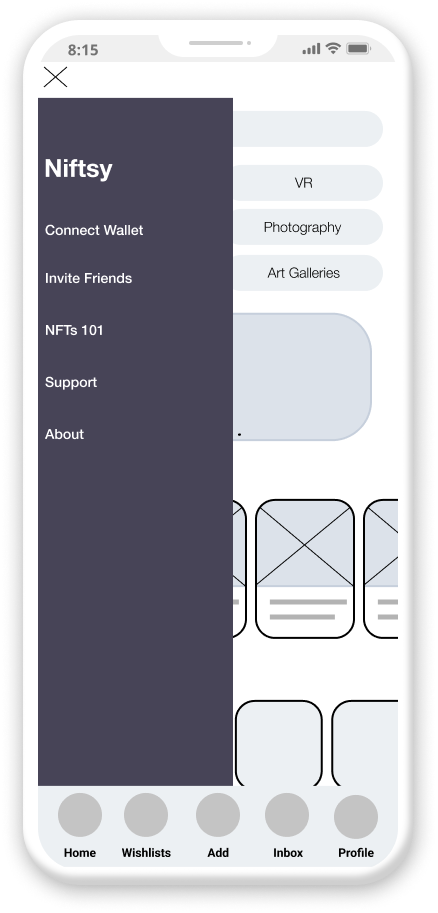 8:15
Niftsy
Connect Wallet
Invite Friends
NFTs 101
Support
About
VR
Photography
Art Galleries
.
Home Wishlists Add Inbox Profile